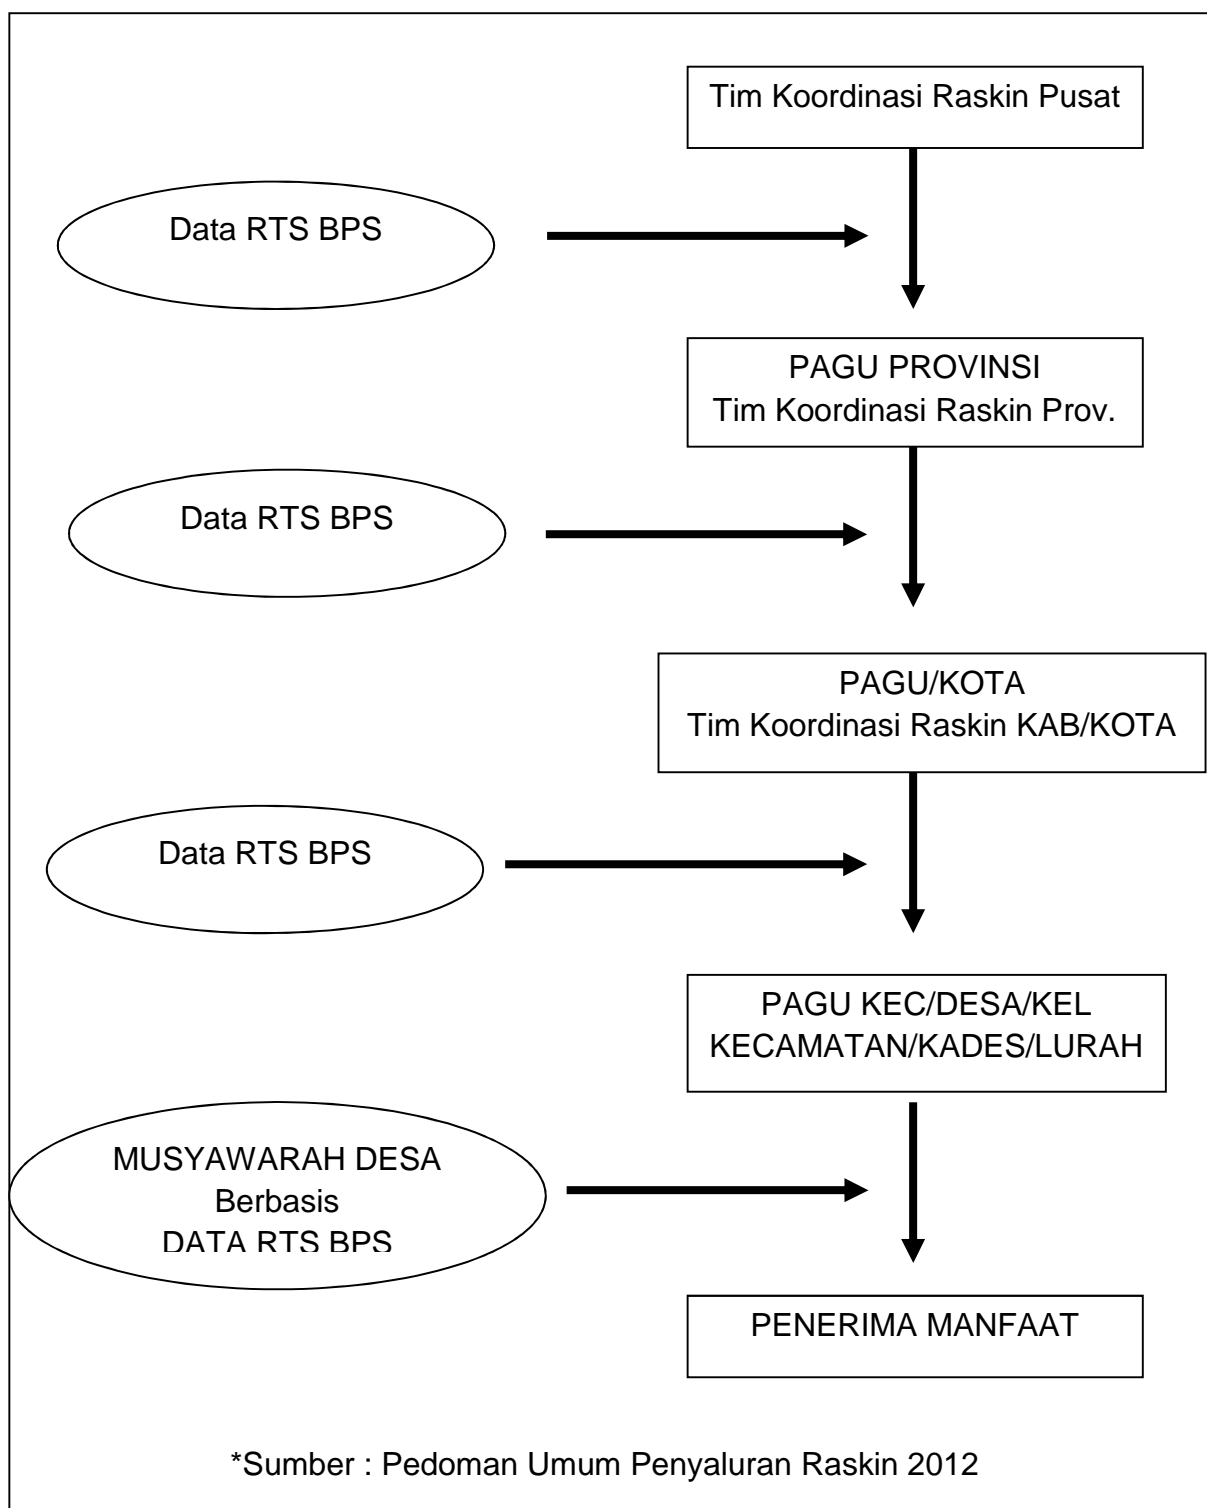 Tim Koordinasi Raskin Pusat
Data RTS BPS
PAGU PROVINSI
Tim Koordinasi Raskin Prov.
Data RTS BPS
PAGU/KOTA
Tim Koordinasi Raskin KAB/KOTA
Data RTS BPS
PAGU KEC/DESA/KEL
KECAMATAN/KADES/LURAH
MUSYAWARAH DESA
Berbasis
DATA RTS BPS
PENERIMA MANFAAT
*Sumber : Pedoman Umum Penyaluran Raskin 2012